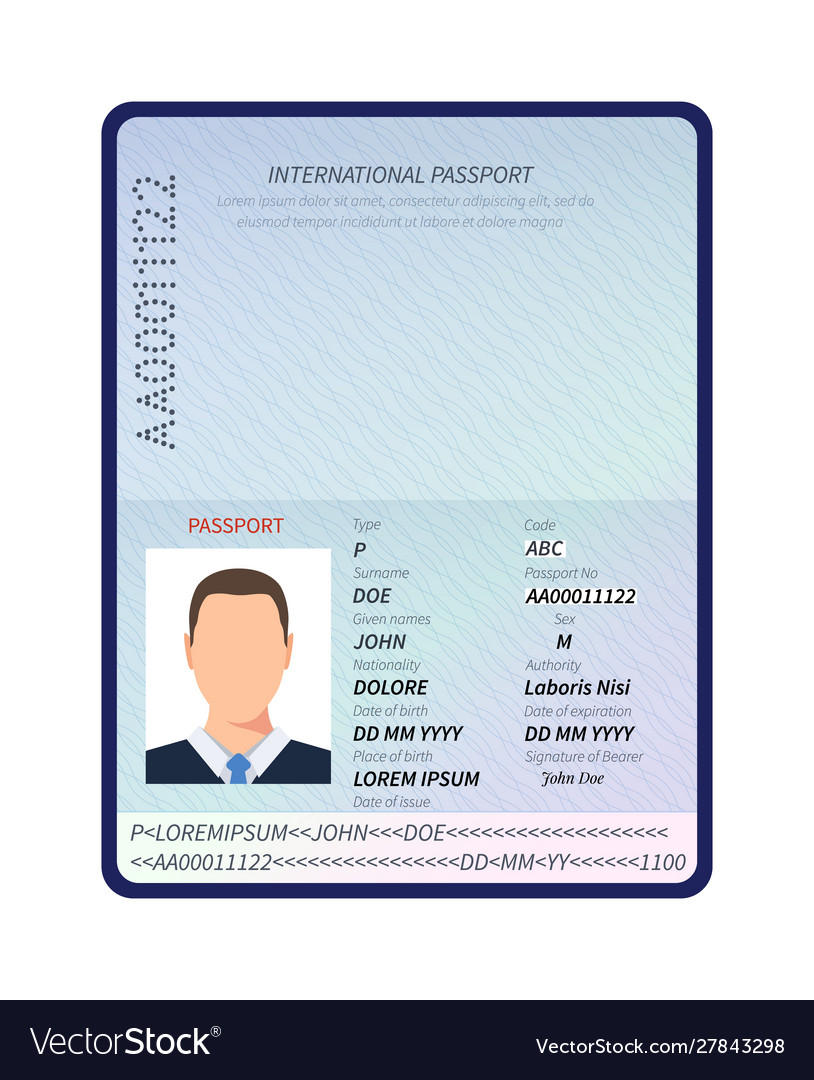 INTERNATIONAL PASSPORT
Lorem ipsum dolor sit amet, consectetur adipiscing elit, sed do
eiusmod tempor incididunt ut labore et dolore magna
AA00011122
PASSPORT
Type
Code
P
ABC
Surname
Passport No
DOE
AA00011122
Given names
Sex
JOHN
M
Nationality
Authority
DOLORE
Laboris Nisi
Date of birth
Date of expiration
DD MM YYYY
DD MM YYYY
Place of birth
Signature of Bearer
LOREM IPSUM
John Doe
Date of issue
P<LOREMIPSUM<<JOHN<<<DOE<<<<<<<<<<<<<<<<<<<
<<AA00011122<<<<<<<<<<<<<<<<DD<MM<YY<<<<<<1100
VectorStock®
VectorStock.com/27843298